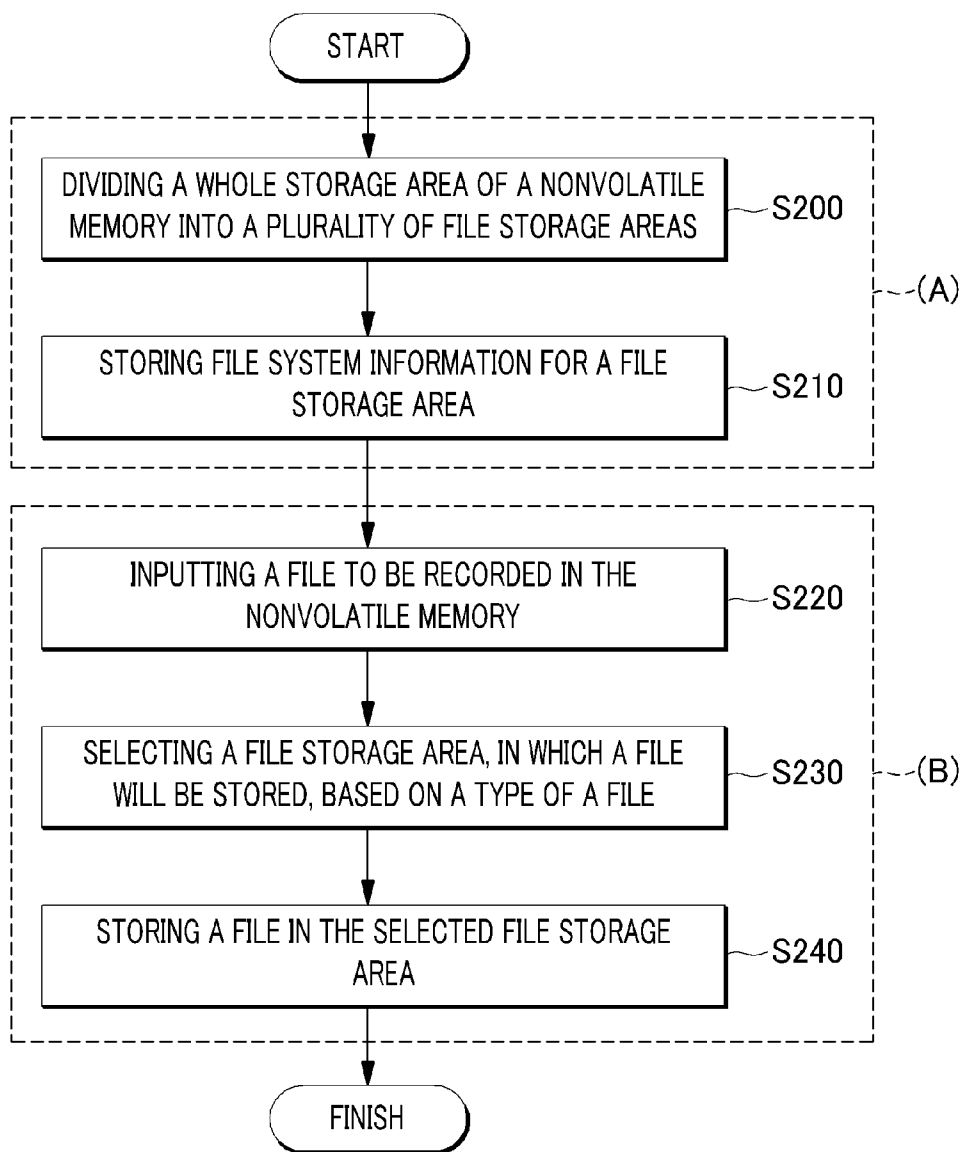 START
DIVIDING A WHOLE STORAGE AREA OF A NONVOLATILE
MEMORY INTO A PLURALITY OF FILE STORAGE AREAS
S200
(A)
STORING FILE SYSTEM INFORMATION FOR A FILE
STORAGE AREA
S210
INPUTTING A FILE TO BE RECORDED IN THE
NONVOLATILE MEMORY
S220
SELECTING A FILE STORAGE AREA, IN WHICH A FILE
WILL BE STORED, BASED ON A TYPE OF A FILE
S230
(B)
STORING A FILE IN THE SELECTED FILE STORAGE
AREA
S240
FINISH